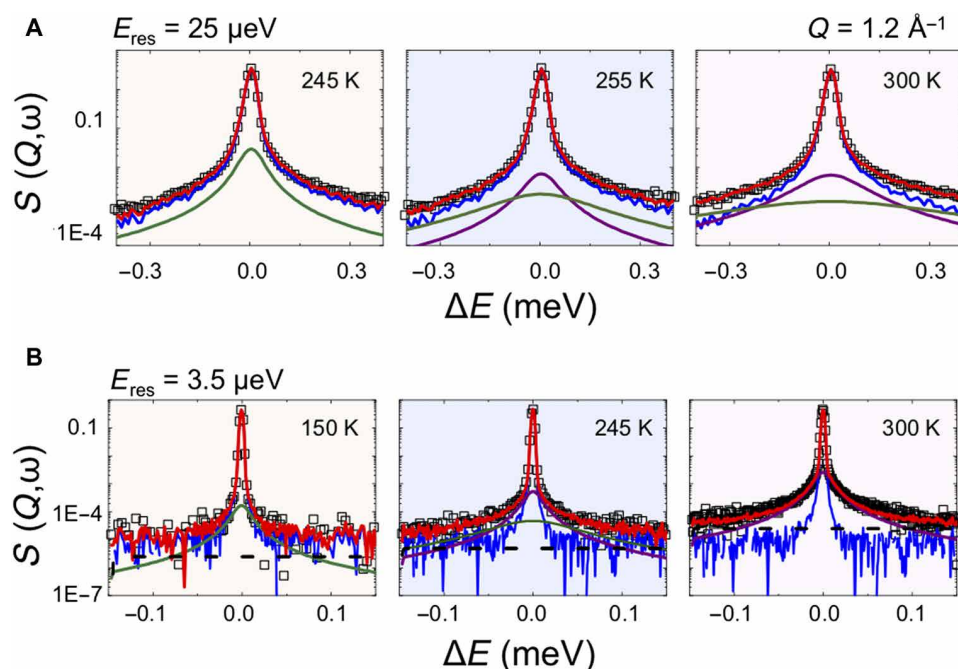 A
E_res = 25 µeV
Q = 1.2 Å⁻¹
245 K
255 K
300 K
S (Q,ω)
0.1
1E−4
−0.3 0.0 0.3
−0.3 0.0 0.3
−0.3 0.0 0.3
ΔE (meV)
B
E_res = 3.5 µeV
150 K
245 K
300 K
S (Q,ω)
0.1
1E−4
1E−7
−0.1 0.0 0.1
−0.1 0.0 0.1
−0.1 0.0 0.1
ΔE (meV)